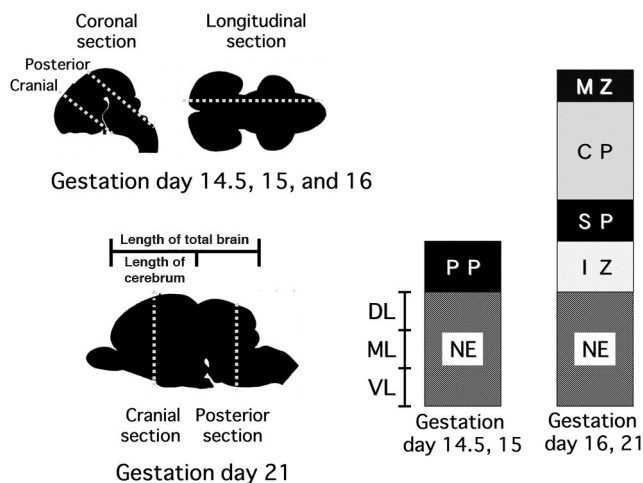 Coronal
section
Longitudinal
section
Posterior
Cranial
Gestation day 14.5, 15, and 16
Length of total brain
Length of
cerebrum
Cranial
section
Posterior
section
Gestation day 21
DL
ML
VL
P P
NE
Gestation
day 14.5, 15
M Z
C P
S P
I Z
NE
Gestation
day 16, 21